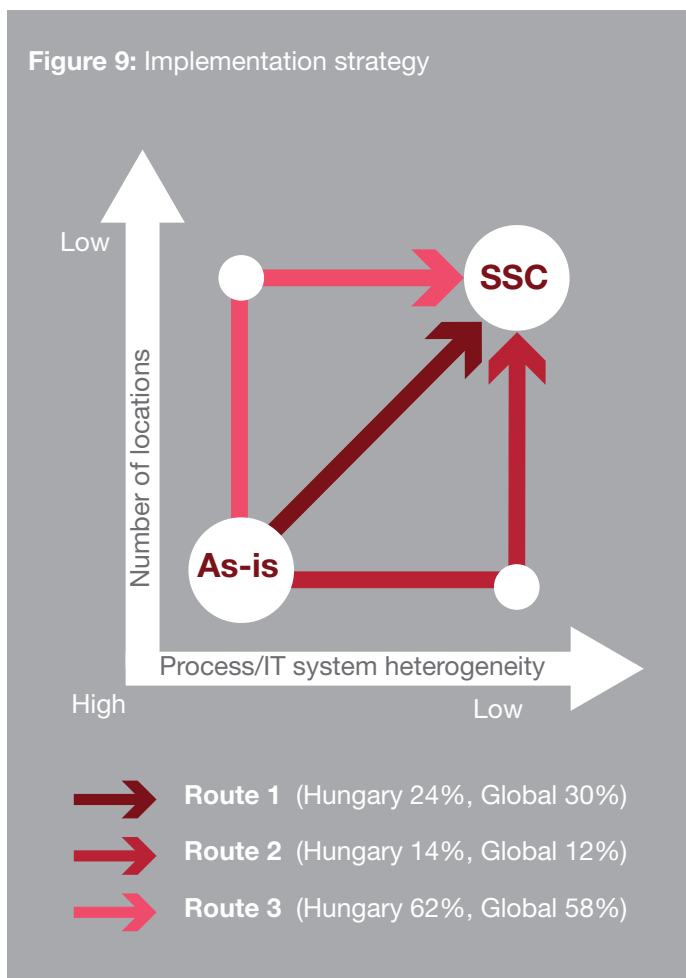 Figure 9: Implementation strategy
Low
SSC
Number of locations
As-is
Process/IT system heterogeneity
High
Low
Route 1 (Hungary 24%, Global 30%)
Route 2 (Hungary 14%, Global 12%)
Route 3 (Hungary 62%, Global 58%)